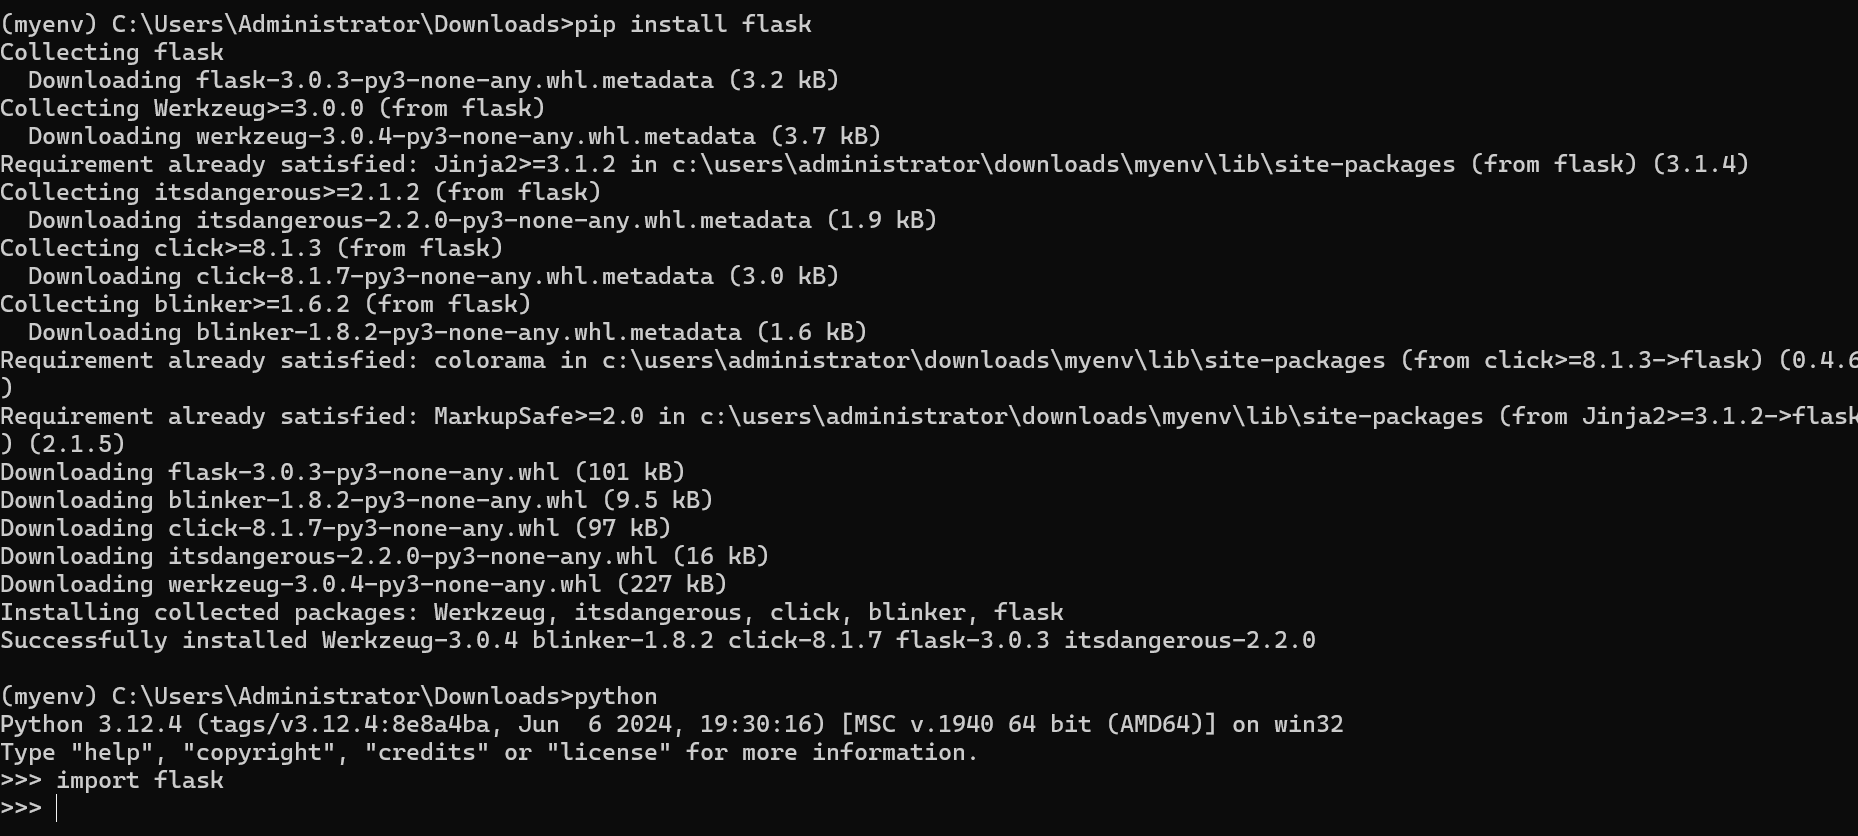 (myenv) C:\Users\Administrator\Downloads>pip install flask
Collecting flask
  Downloading flask-3.0.3-py3-none-any.whl.metadata (3.2 kB)
Collecting Werkzeug>=3.0.0 (from flask)
  Downloading werkzeug-3.0.4-py3-none-any.whl.metadata (3.7 kB)
Requirement already satisfied: Jinja2>=3.1.2 in c:\users\administrator\downloads\myenv\lib\site-packages (from flask) (3.1.4)
Collecting itsdangerous>=2.1.2 (from flask)
  Downloading itsdangerous-2.2.0-py3-none-any.whl.metadata (1.9 kB)
Collecting click>=8.1.3 (from flask)
  Downloading click-8.1.7-py3-none-any.whl.metadata (3.0 kB)
Collecting blinker>=1.6.2 (from flask)
  Downloading blinker-1.8.2-py3-none-any.whl.metadata (1.6 kB)
Requirement already satisfied: colorama in c:\users\administrator\downloads\myenv\lib\site-packages (from click>=8.1.3->flask) (0.4.6
)
Requirement already satisfied: MarkupSafe>=2.0 in c:\users\administrator\downloads\myenv\lib\site-packages (from Jinja2>=3.1.2->flask
) (2.1.5)
Downloading flask-3.0.3-py3-none-any.whl (101 kB)
Downloading blinker-1.8.2-py3-none-any.whl (9.5 kB)
Downloading click-8.1.7-py3-none-any.whl (97 kB)
Downloading itsdangerous-2.2.0-py3-none-any.whl (16 kB)
Downloading werkzeug-3.0.4-py3-none-any.whl (227 kB)
Installing collected packages: Werkzeug, itsdangerous, click, blinker, flask
Successfully installed Werkzeug-3.0.4 blinker-1.8.2 click-8.1.7 flask-3.0.3 itsdangerous-2.2.0

(myenv) C:\Users\Administrator\Downloads>python
Python 3.12.4 (tags/v3.12.4:8e8a4ba, Jun  6 2024, 19:30:16) [MSC v.1940 64 bit (AMD64)] on win32
Type "help", "copyright", "credits" or "license" for more information.
>>> import flask
>>>